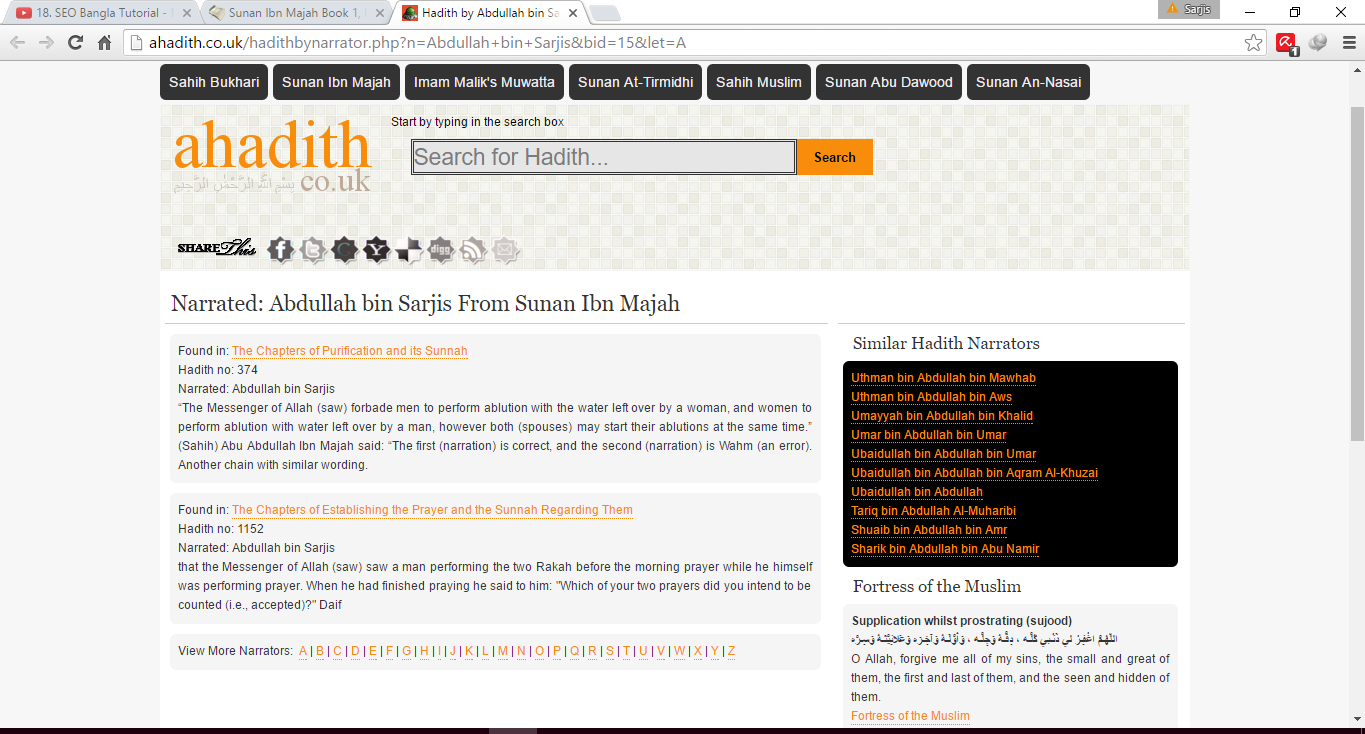 18. SEO Bangla Tutorial -
Sunan Ibn Majah Book 1,
Hadith by Abdullah bin Sa
Sarjis
ahadith.co.uk/hadithbynarrator.php?n=Abdullah+bin+Sarjis&bid=15&let=A
1
Sahih Bukhari
Sunan Ibn Majah
Imam Malik's Muwatta
Sunan At-Tirmidhi
Sahih Muslim
Sunan Abu Dawood
Sunan An-Nasai
ahadith
بِسْمِ اللهِ الرَّحْمٰنِ الرَّحِيمِ co.uk
Start by typing in the search box
Search for Hadith...
Search
SHARE This
digg
Narrated: Abdullah bin Sarjis From Sunan Ibn Majah
Found in: The Chapters of Purification and its Sunnah
Hadith no: 374
Narrated: Abdullah bin Sarjis
“The Messenger of Allah (saw) forbade men to perform ablution with the water left over by a woman, and women to
perform ablution with water left over by a man, however both (spouses) may start their ablutions at the same time.”
(Sahih) Abu Abdullah Ibn Majah said: “The first (narration) is correct, and the second (narration) is Wahm (an error).
Another chain with similar wording.
Found in: The Chapters of Establishing the Prayer and the Sunnah Regarding Them
Hadith no: 1152
Narrated: Abdullah bin Sarjis
that the Messenger of Allah (saw) saw a man performing the two Rakah before the morning prayer while he himself
was performing prayer. When he had finished praying he said to him: "Which of your two prayers did you intend to be
counted (i.e., accepted)?" Daif
View More Narrators: A | B | C | D | E | F | G | H | I | J | K | L | M | N | O | P | Q | R | S | T | U | V | W | X | Y | Z
Similar Hadith Narrators
Uthman bin Abdullah bin Mawhab
Uthman bin Abdullah bin Aws
Umayyah bin Abdullah bin Khalid
Umar bin Abdullah bin Umar
Ubaidullah bin Abdullah bin Umar
Ubaidullah bin Abdullah bin Aqram Al-Khuzai
Ubaidullah bin Abdullah
Tariq bin Abdullah Al-Muharibi
Shuaib bin Abdullah bin Amr
Sharik bin Abdullah bin Abu Namir
Fortress of the Muslim
Supplication whilst prostrating (sujood)
اللّهُمَّ اغْفِرْ لي ذَنْبي كُلَّه ، دِقَّهُ وَجِلَّه ، وَأَوَّلَهُ وَآخِرَه وَعَلانِيَّتَهُ وَسِرَّه
O Allah, forgive me all of my sins, the small and great of
them, the first and last of them, and the seen and hidden of
them.
Fortress of the Muslim